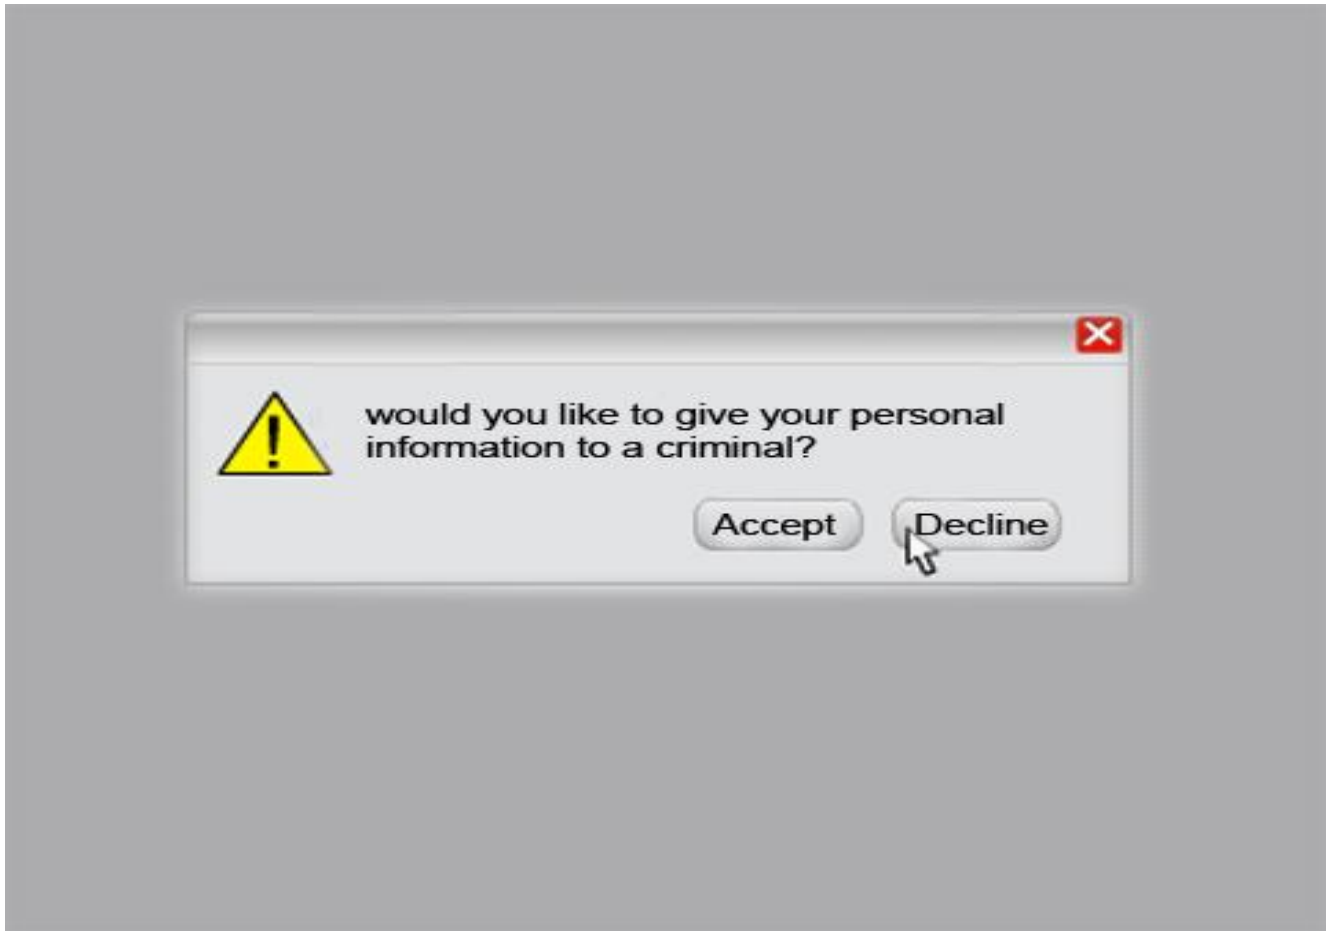 would you like to give your personal
information to a criminal?
Accept Decline